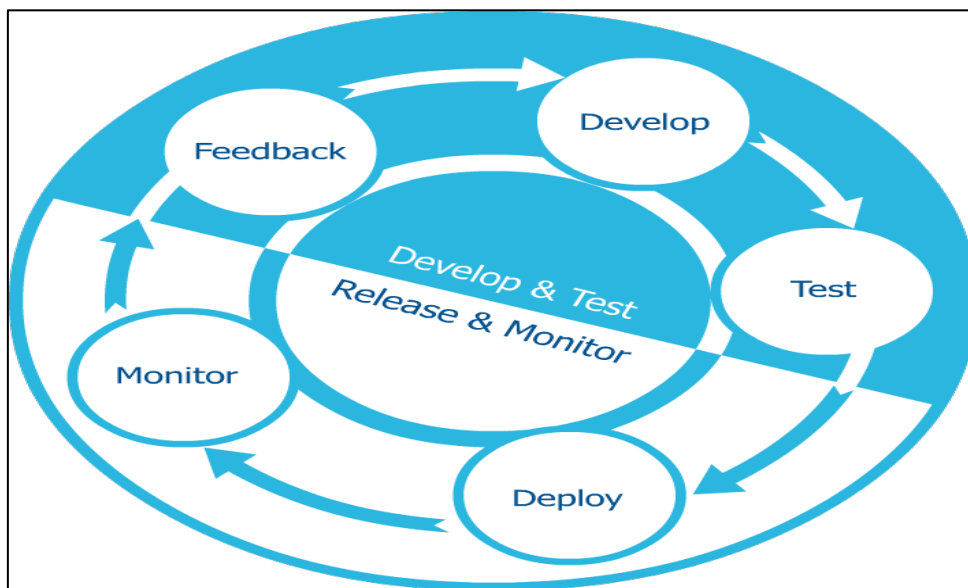 Feedback
Develop
Test
Deploy
Monitor
Develop & Test
Release & Monitor